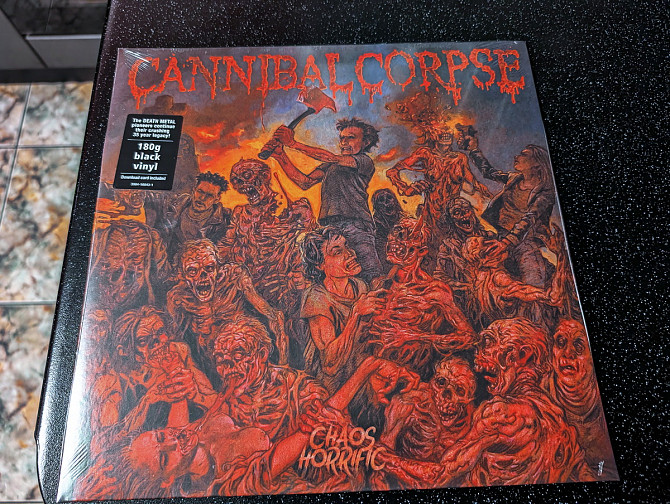 CANNIBAL CORPSE
The DEATH METAL
pioneers continue
their crushing
35 year legacy!
180g
black
vinyl
Download card included
CHAOS
HORRIFIC